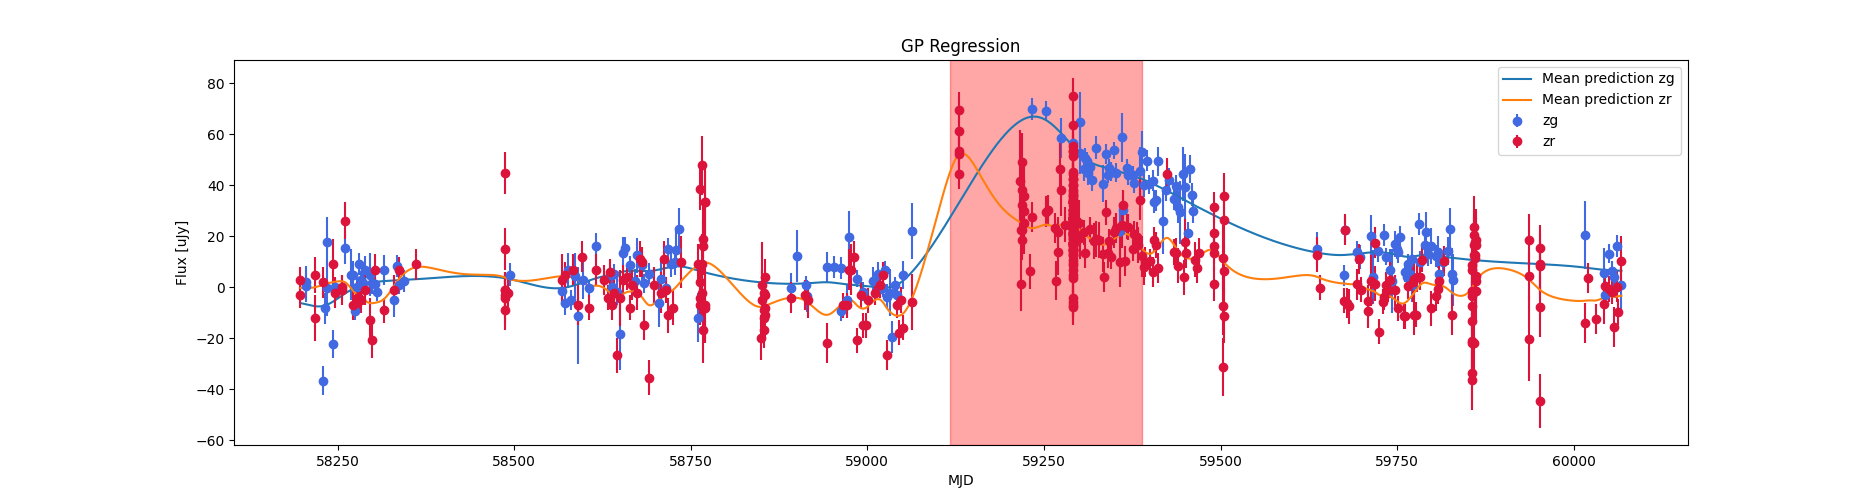 GP Regression
Flux [uJy]
80
60
40
20
0
−20
−40
−60
Mean prediction zg
Mean prediction zr
zg
zr
58250 58500 58750 59000 59250 59500 59750 60000
MJD